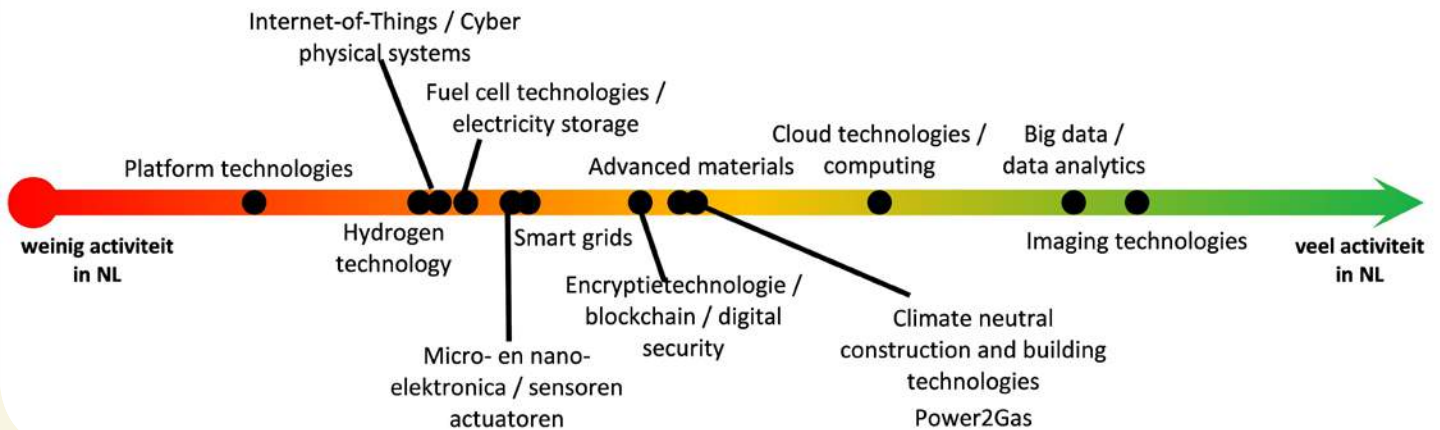 Internet-of-Things / Cyber
physical systems
Fuel cell technologies /
electricity storage
Platform technologies
Advanced materials
Cloud technologies /
computing
Big data /
data analytics
weinig activiteit
in NL
Hydrogen
technology
Smart grids
Imaging technologies
veel activiteit
in NL
Encryptietechnologie /
blockchain / digital
security
Micro- en nano-
elektronica / sensoren
actuatoren
Climate neutral
construction and building
technologies
Power2Gas